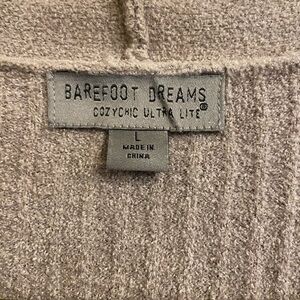 BAREFOOT DREAMS®
COZYCHIC ULTRA LITE
L
MADE IN
CHINA